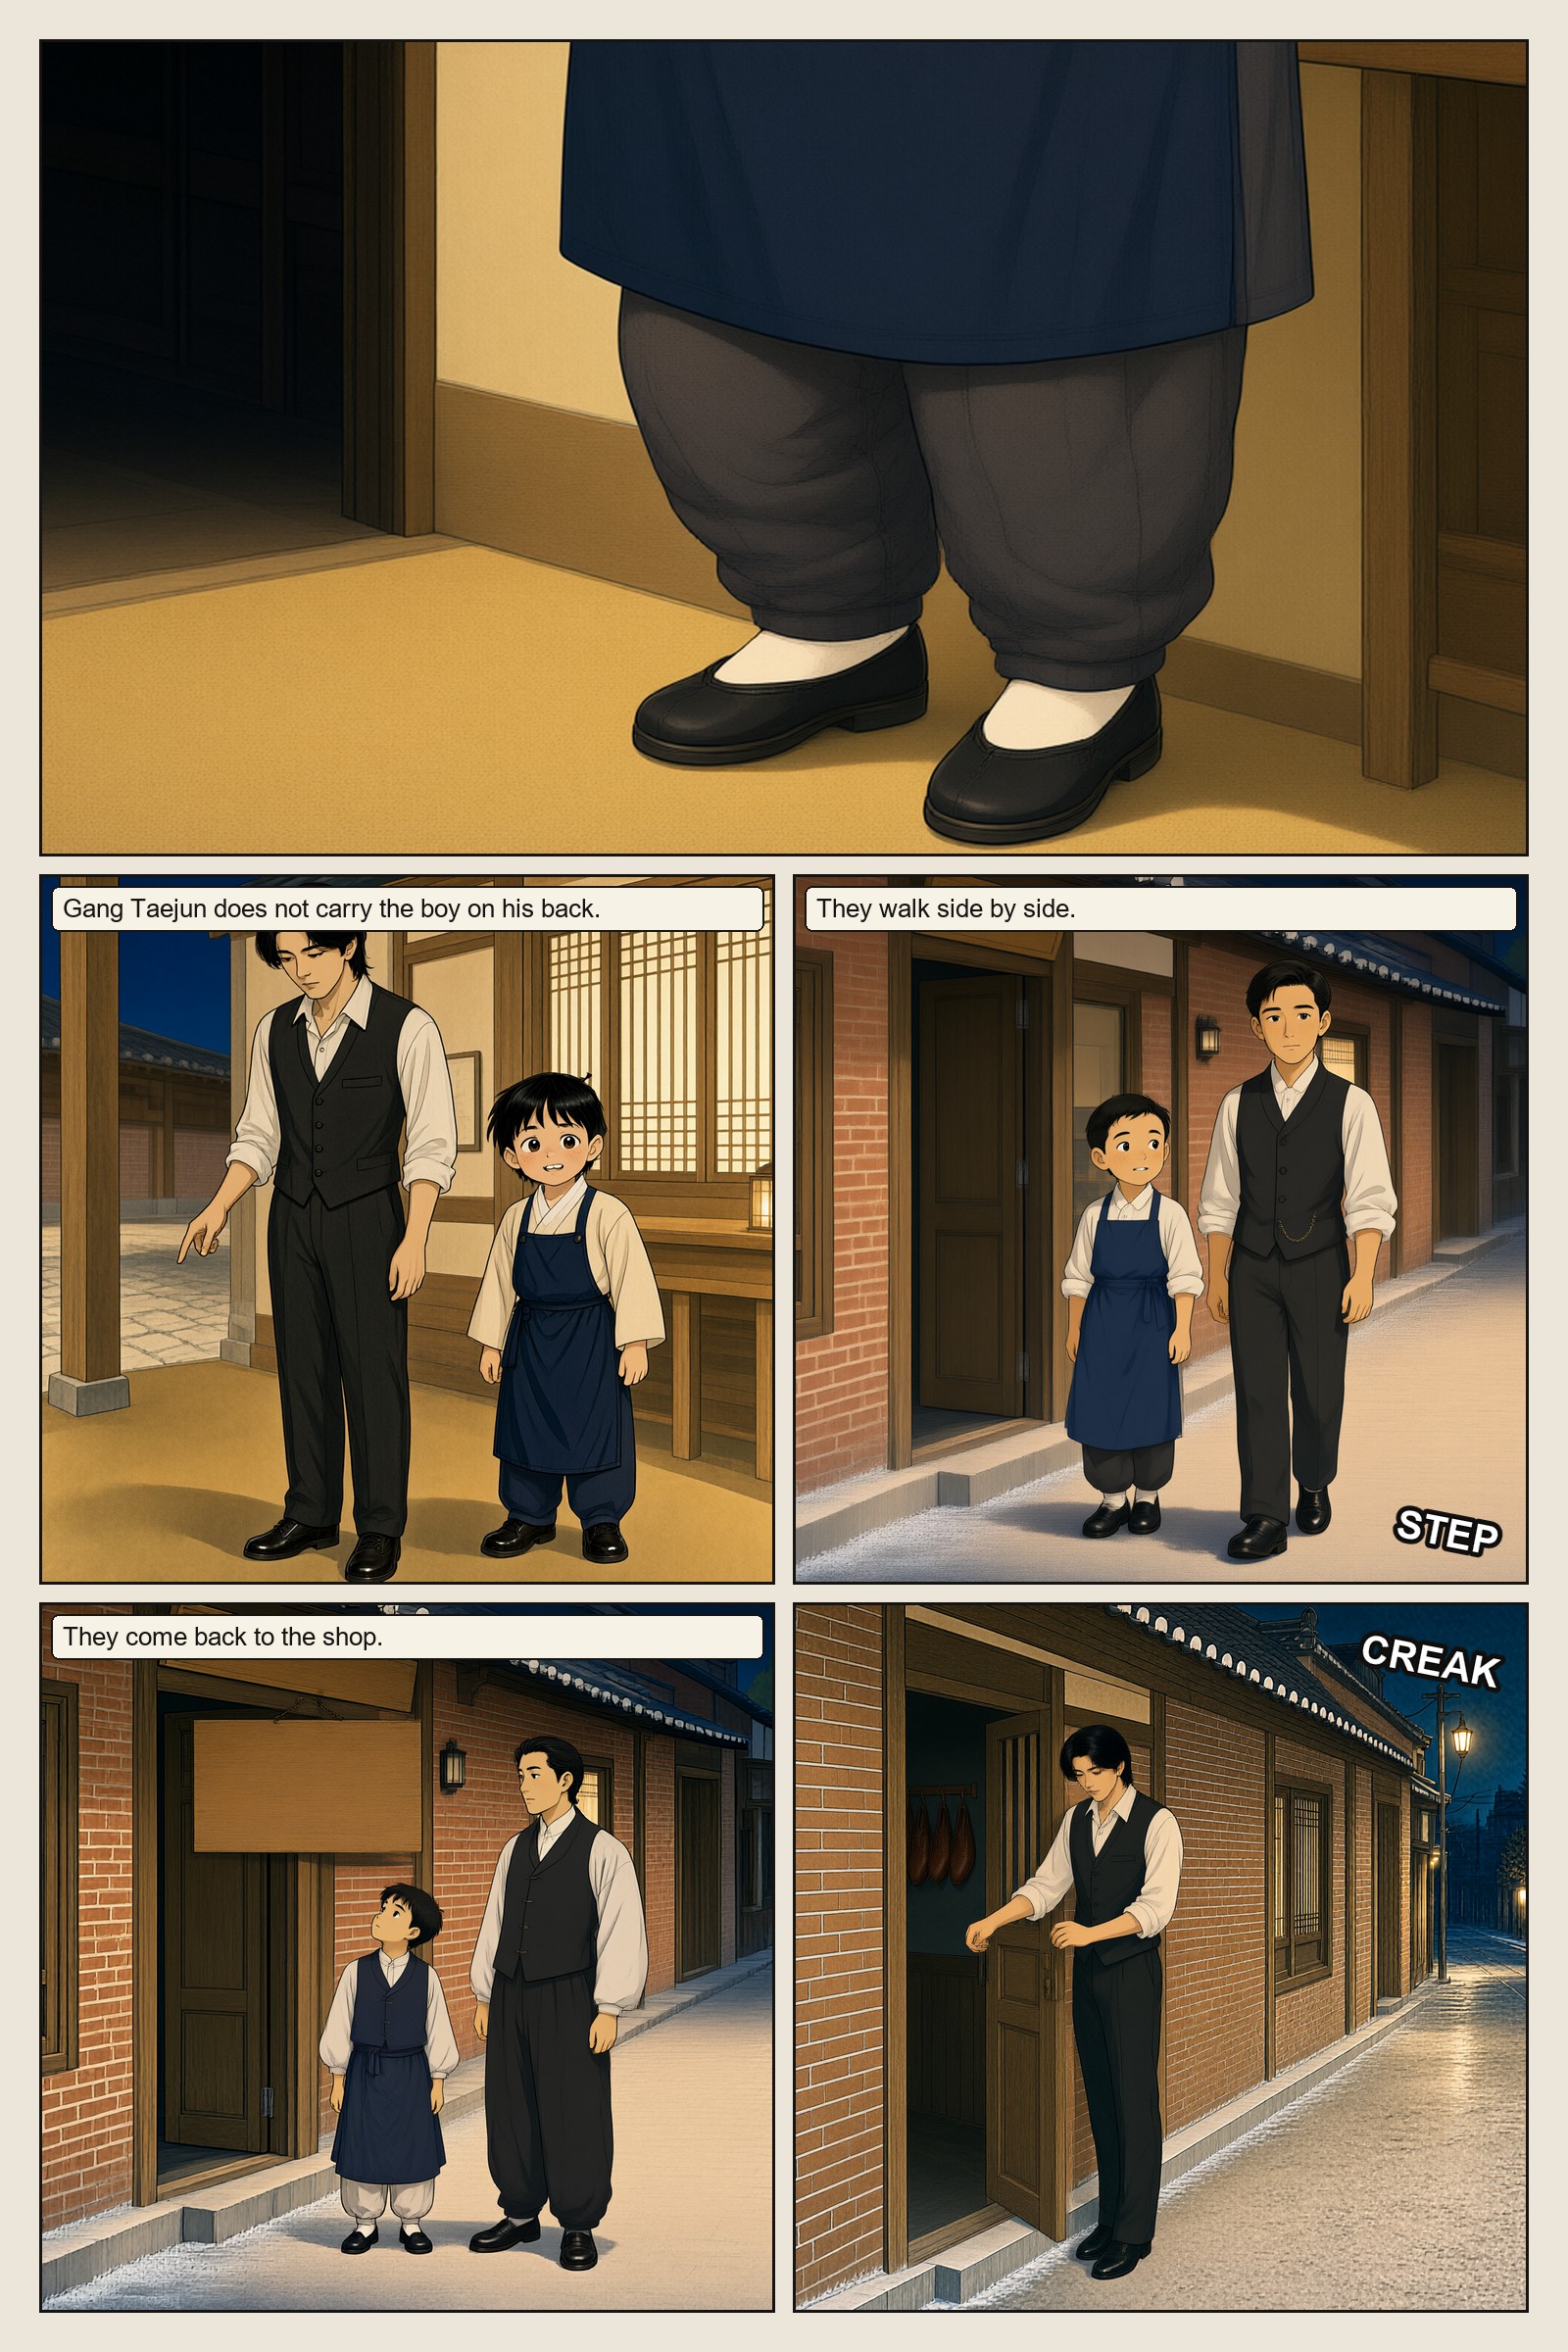 Gang Taejun does not carry the boy on his back.
They walk side by side.
STEP
They come back to the shop.
CREAK